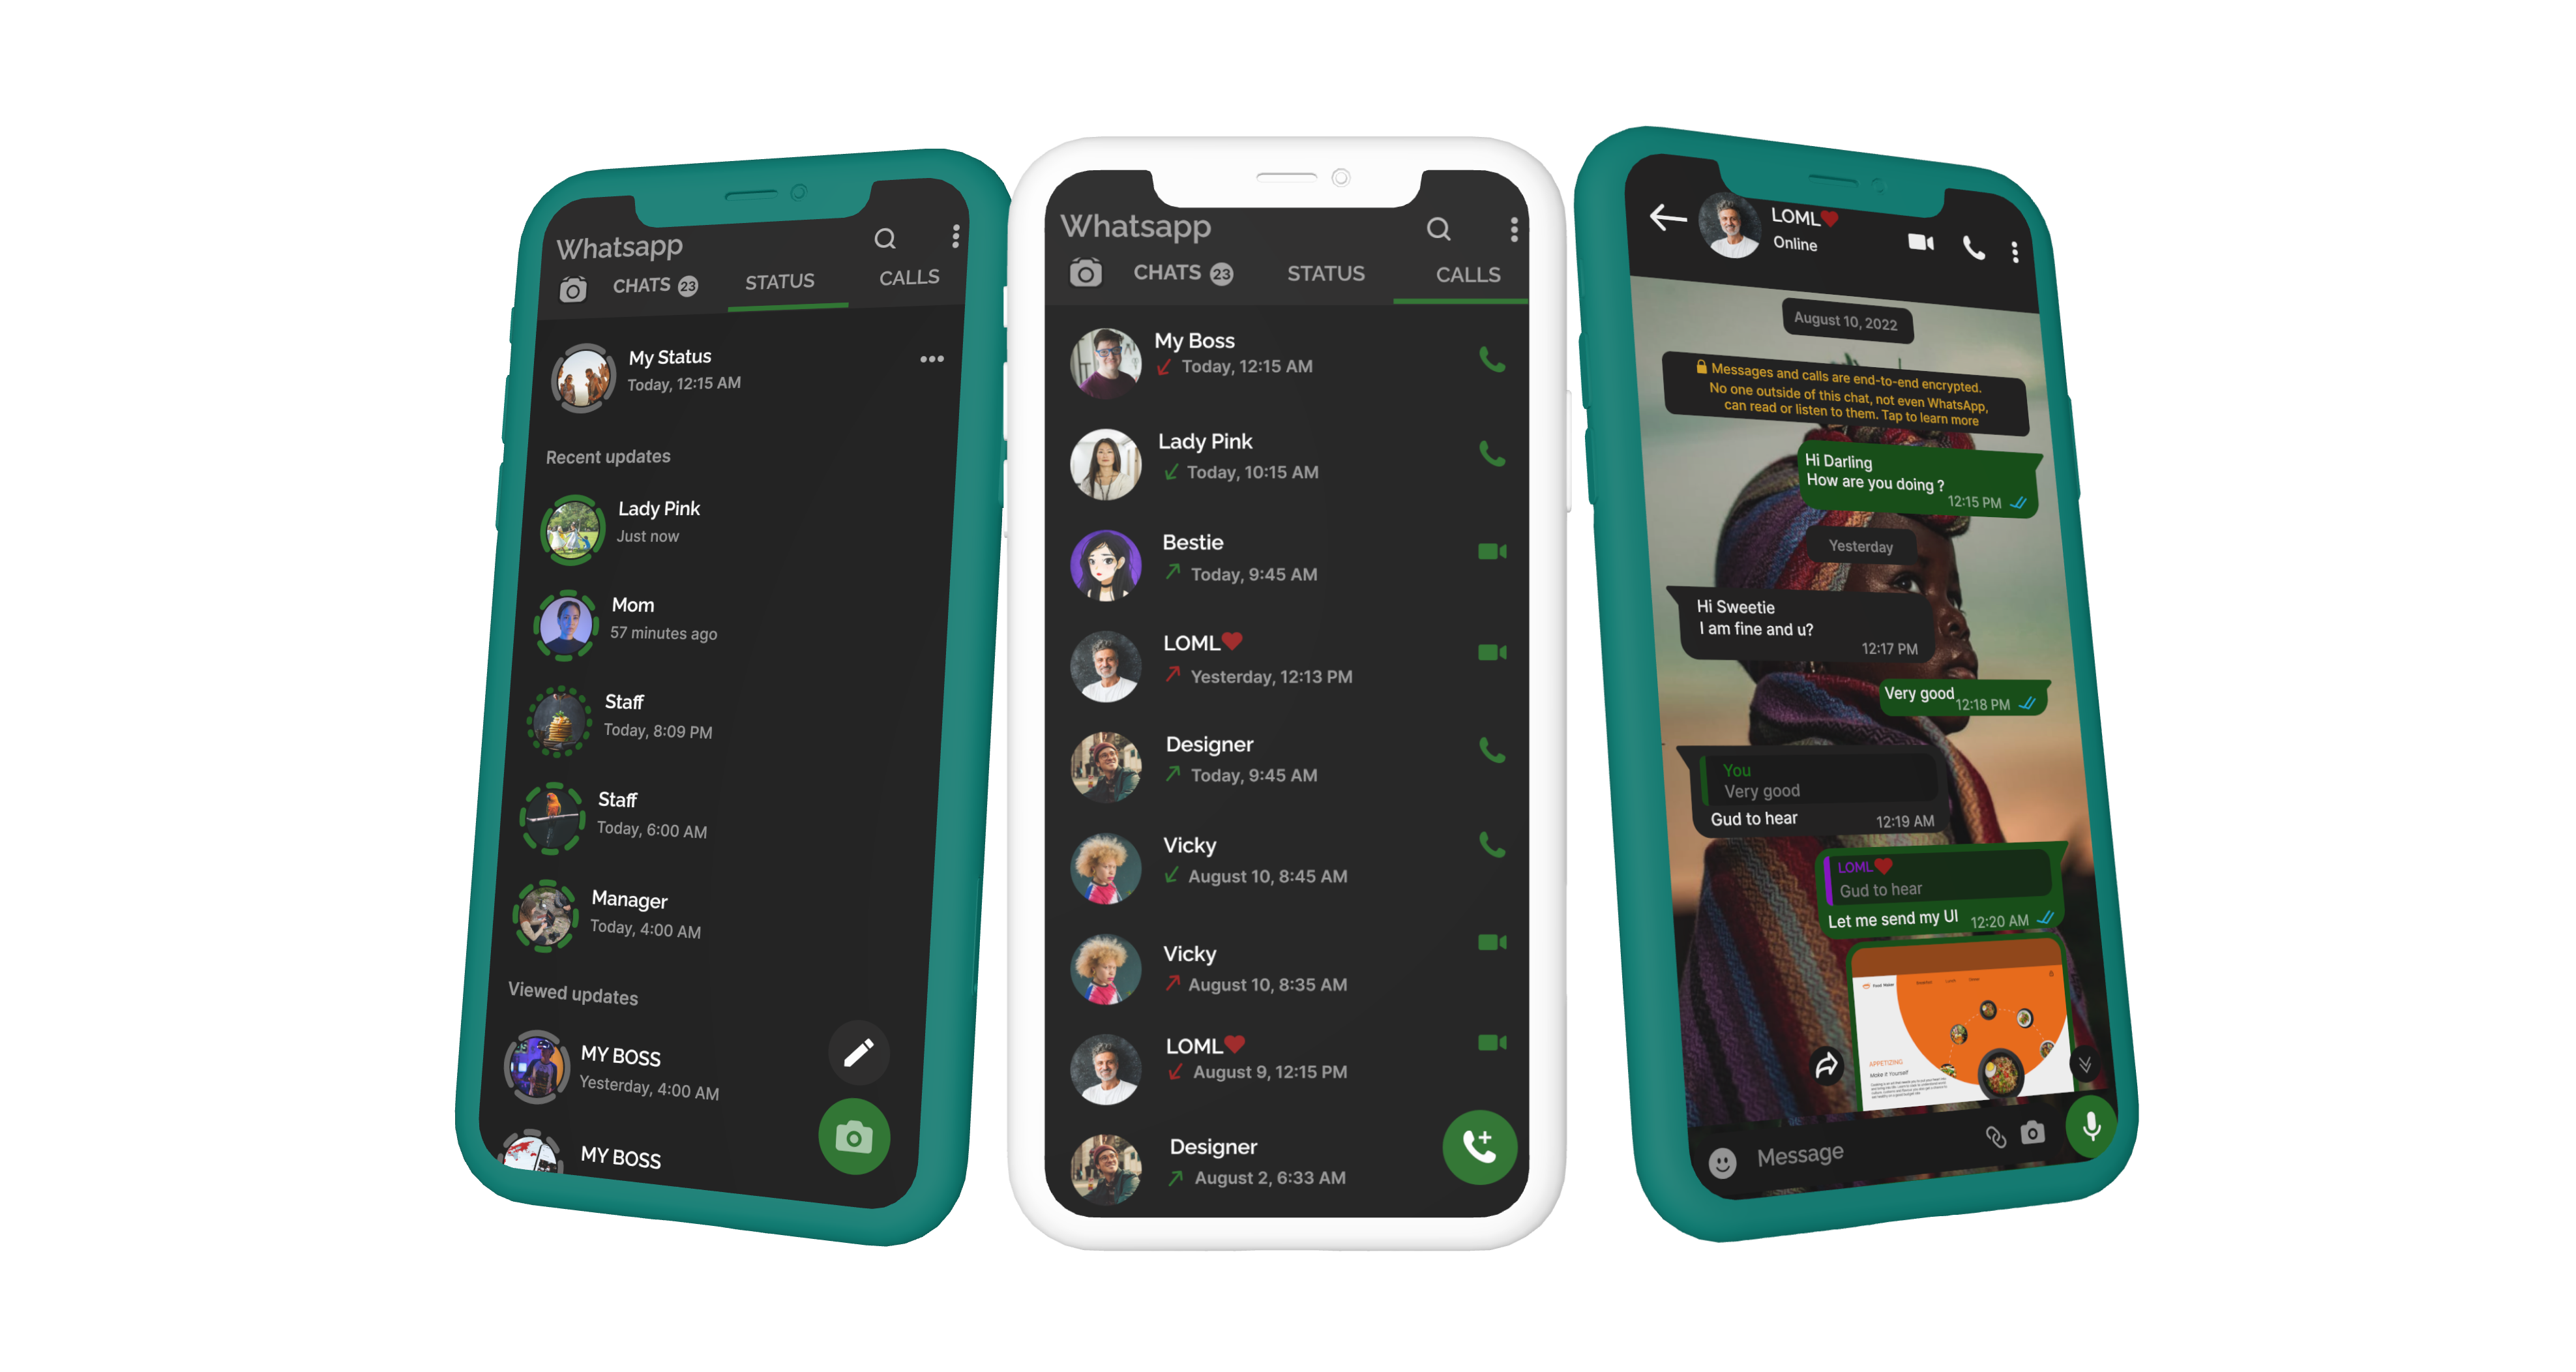 Whatsapp
CHATS 23 STATUS CALLS
My Status
Today, 12:15 AM
Recent updates
Lady Pink
Just now
Mom
57 minutes ago
Staff
Today, 8:09 PM
Staff
Today, 6:00 AM
Manager
Today, 4:00 AM
Viewed updates
MY BOSS
Yesterday, 4:00 AM
MY BOSS
Whatsapp
CHATS 23 STATUS CALLS
My Boss
Today, 12:15 AM
Lady Pink
Today, 10:15 AM
Bestie
Today, 9:45 AM
LOML❤
Yesterday, 12:13 PM
Designer
Today, 9:45 AM
Vicky
August 10, 8:45 AM
Vicky
August 10, 8:35 AM
LOML❤
August 9, 12:15 PM
Designer
August 2, 6:33 AM
LOML❤
Online
August 10, 2022
Messages and calls are end-to-end encrypted.
No one outside of this chat, not even WhatsApp,
can read or listen to them. Tap to learn more
Hi Darling
How are you doing ?
12:15 PM
Yesterday
Hi Sweetie
I am fine and u?
12:17 PM
Very good 12:18 PM
You
Very good
Gud to hear 12:19 AM
LOML❤
Gud to hear
Let me send my UI 12:20 AM
APPETIZING
Make it Yourself
Message